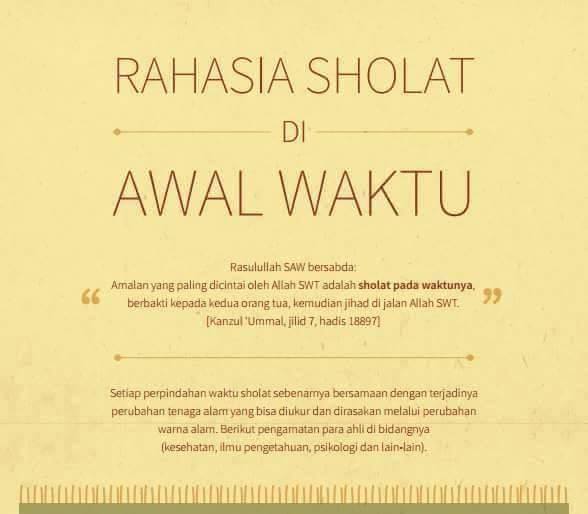 RAHASIA SHOLAT
DI
AWAL WAKTU
Rasulullah SAW bersabda:
“ Amalan yang paling dicintai oleh Allah SWT adalah sholat pada waktunya, ”
berbakti kepada kedua orang tua, kemudian jihad di jalan Allah SWT.
[Kanzul 'Ummal, jilid 7, hadis 18897]
Setiap perpindahan waktu sholat sebenarnya bersamaan dengan terjadinya
perubahan tenaga alam yang bisa diukur dan dirasakan melalui perubahan
warna alam. Berikut pengamatan para ahli di bidangnya
(kesehatan, ilmu pengetahuan, psikologi dan lain-lain).